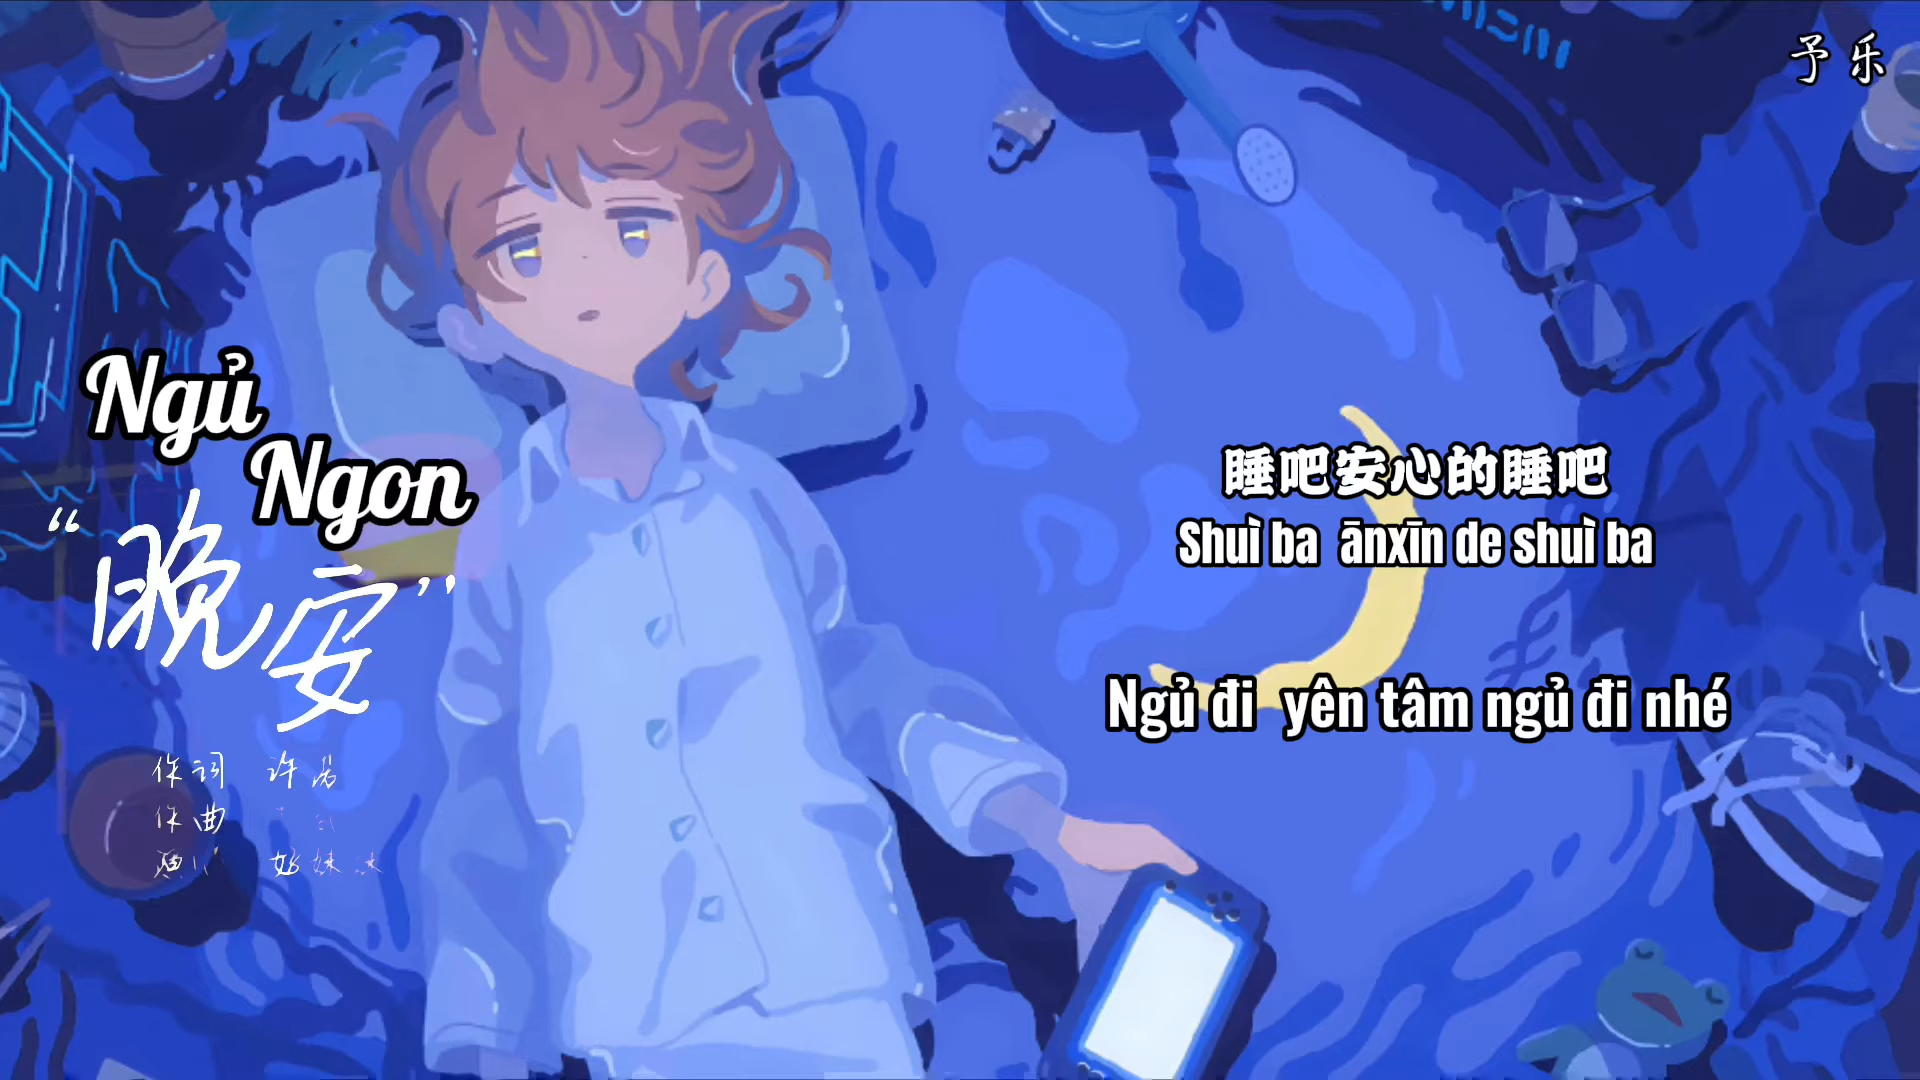 予乐
Ngủ
Ngon
“晚安”
作词 许
作曲
睡吧安心的睡吧
Shuì ba ānxīn de shuì ba
Ngủ đi yên tâm ngủ đi nhé